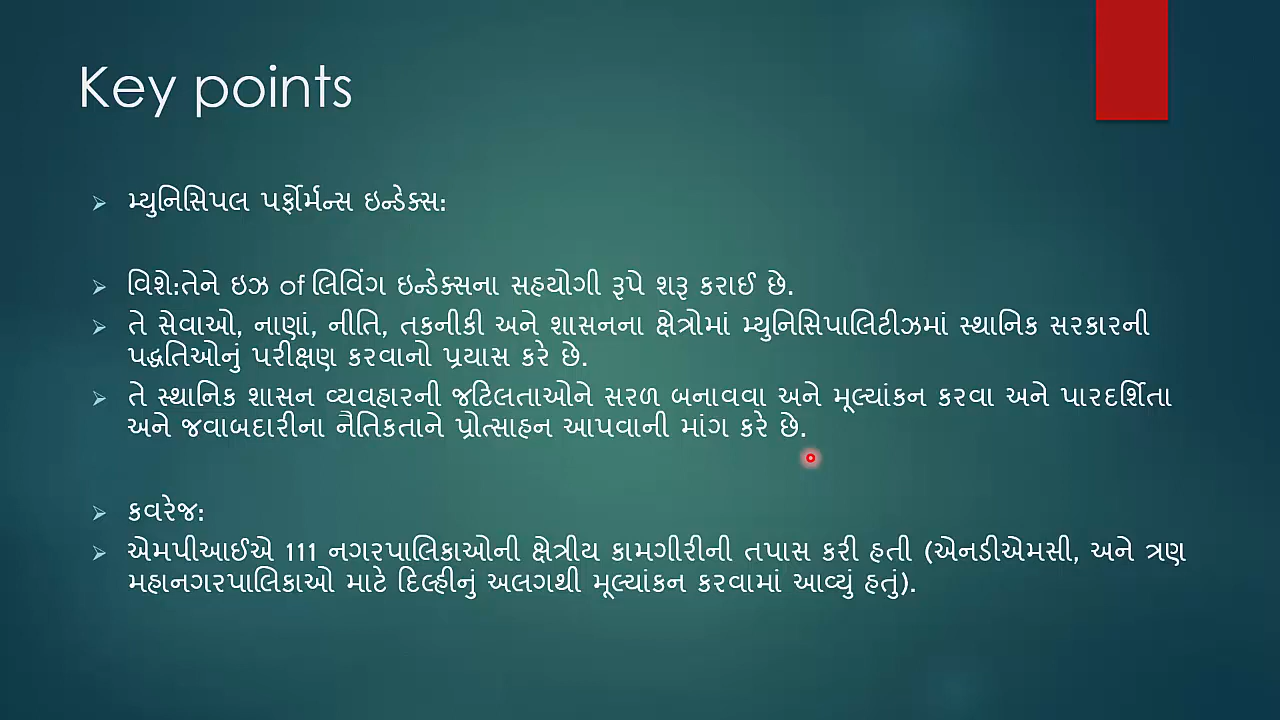 Key points
મ્યુનિસિપલ પર્ફોર્મન્સ ઇન્ડેક્સ:
વિશે:તેને ઇઝ of લિવિંગ ઇન્ડેક્સના સહયોગી રૂપે શરૂ કરાઈ છે.
તે સેવાઓ, નાણાં, નીતિ, તકનીકી અને શાસનના ક્ષેત્રોમાં મ્યુનિસિપાલિટીઝમાં સ્થાનિક સરકારની
પદ્ધતિઓનું પરીક્ષણ કરવાનો પ્રયાસ કરે છે.
તે સ્થાનિક શાસન વ્યવહારની જટિલતાઓને સરળ બનાવવા અને મૂલ્યાંકન કરવા અને પારદર્શિતા
અને જવાબદારીના નૈતિકતાને પ્રોત્સાહન આપવાની માંગ કરે છે.
કવરેજ:
એમપીઆઈએ 111 નગરપાલિકાઓની ક્ષેત્રીય કામગીરીની તપાસ કરી હતી (એનડીએમસી, અને ત્રણ
મહાનગરપાલિકાઓ માટે દિલ્હીનું અલગથી મૂલ્યાંકન કરવામાં આવ્યું હતું).